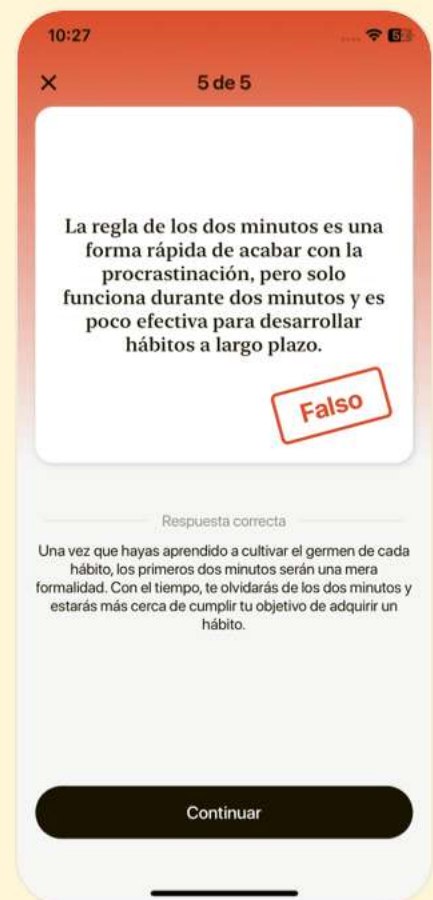 10:27
5 de 5
La regla de los dos minutos es una
forma rápida de acabar con la
procrastinación, pero solo
funciona durante dos minutos y es
poco efectiva para desarrollar
hábitos a largo plazo.
Falso
Respuesta correcta
Una vez que hayas aprendido a cultivar el germen de cada
hábito, los primeros dos minutos serán una mera
formalidad. Con el tiempo, te olvidarás de los dos minutos y
estarás más cerca de cumplir tu objetivo de adquirir un
hábito.
Continuar